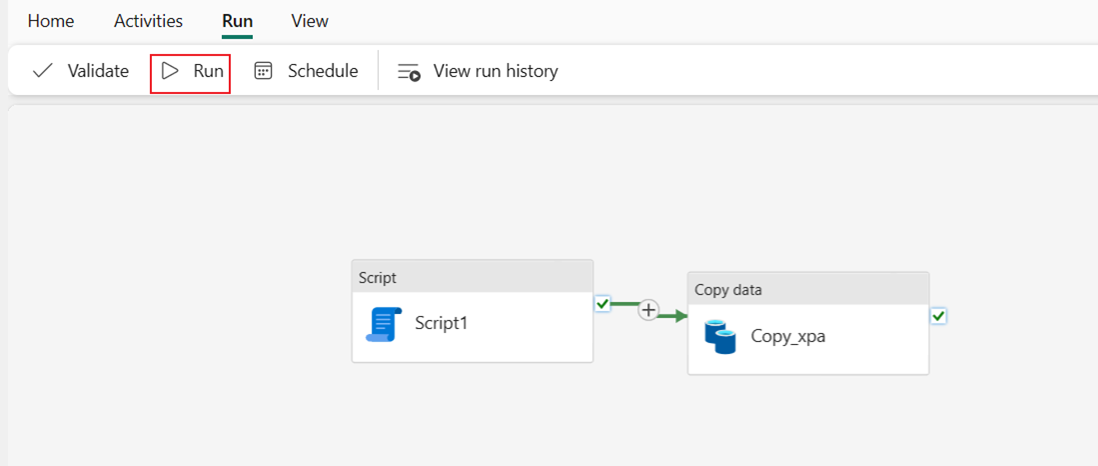 Home Activities Run View
Validate Run Schedule View run history
Script
Script1
Copy data
Copy_xpa